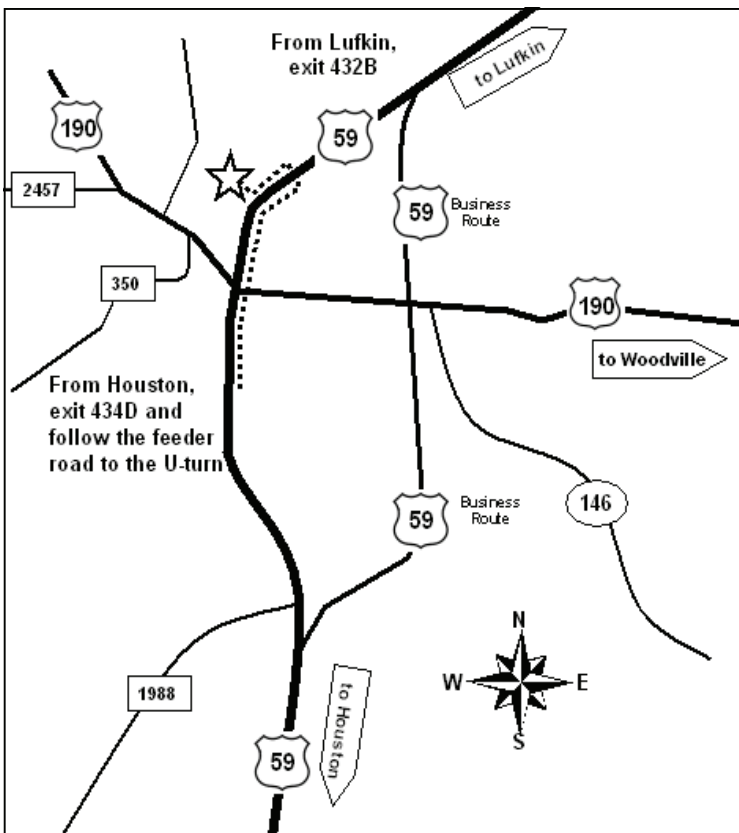 From Lufkin,
exit 432B
to Lufkin
190
59
2457
59
Business
Route
350
190
to Woodville
From Houston,
exit 434D and
follow the feeder
road to the U-turn
59
Business
Route
146
N
W
E
S
1988
to Houston
59